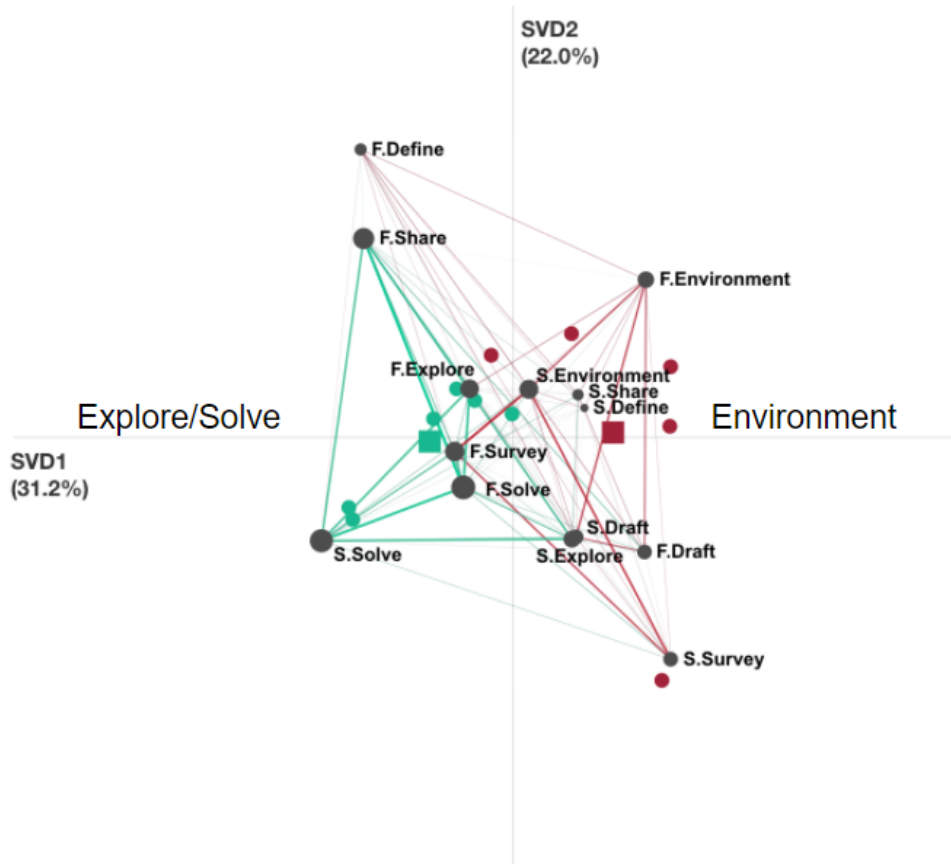 SVD2
(22.0%)
F.Define
F.Share
F.Environment
F.Explore
S.Environment
S.Share
S.Define
Explore/Solve
Environment
SVD1
(31.2%)
F.Survey
F.Solve
S.Draft
S.Solve
S.Explore
F.Draft
S.Survey